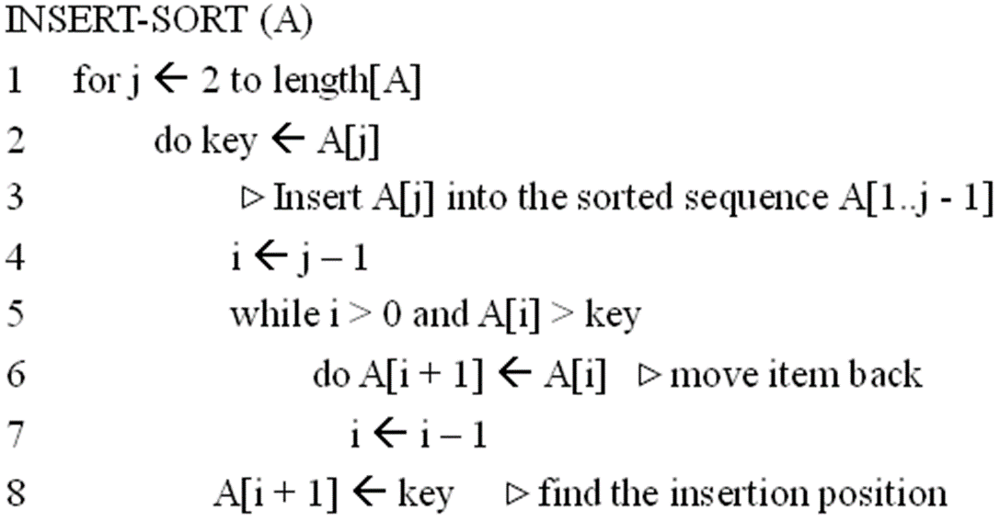 INSERT-SORT (A)
1 for j ← 2 to length[A]
2 do key ← A[j]
3 ▷ Insert A[j] into the sorted sequence A[1..j - 1]
4 i ← j – 1
5 while i > 0 and A[i] > key
6 do A[i + 1] ← A[i] ▷ move item back
7 i ← i – 1
8 A[i + 1] ← key ▷ find the insertion position